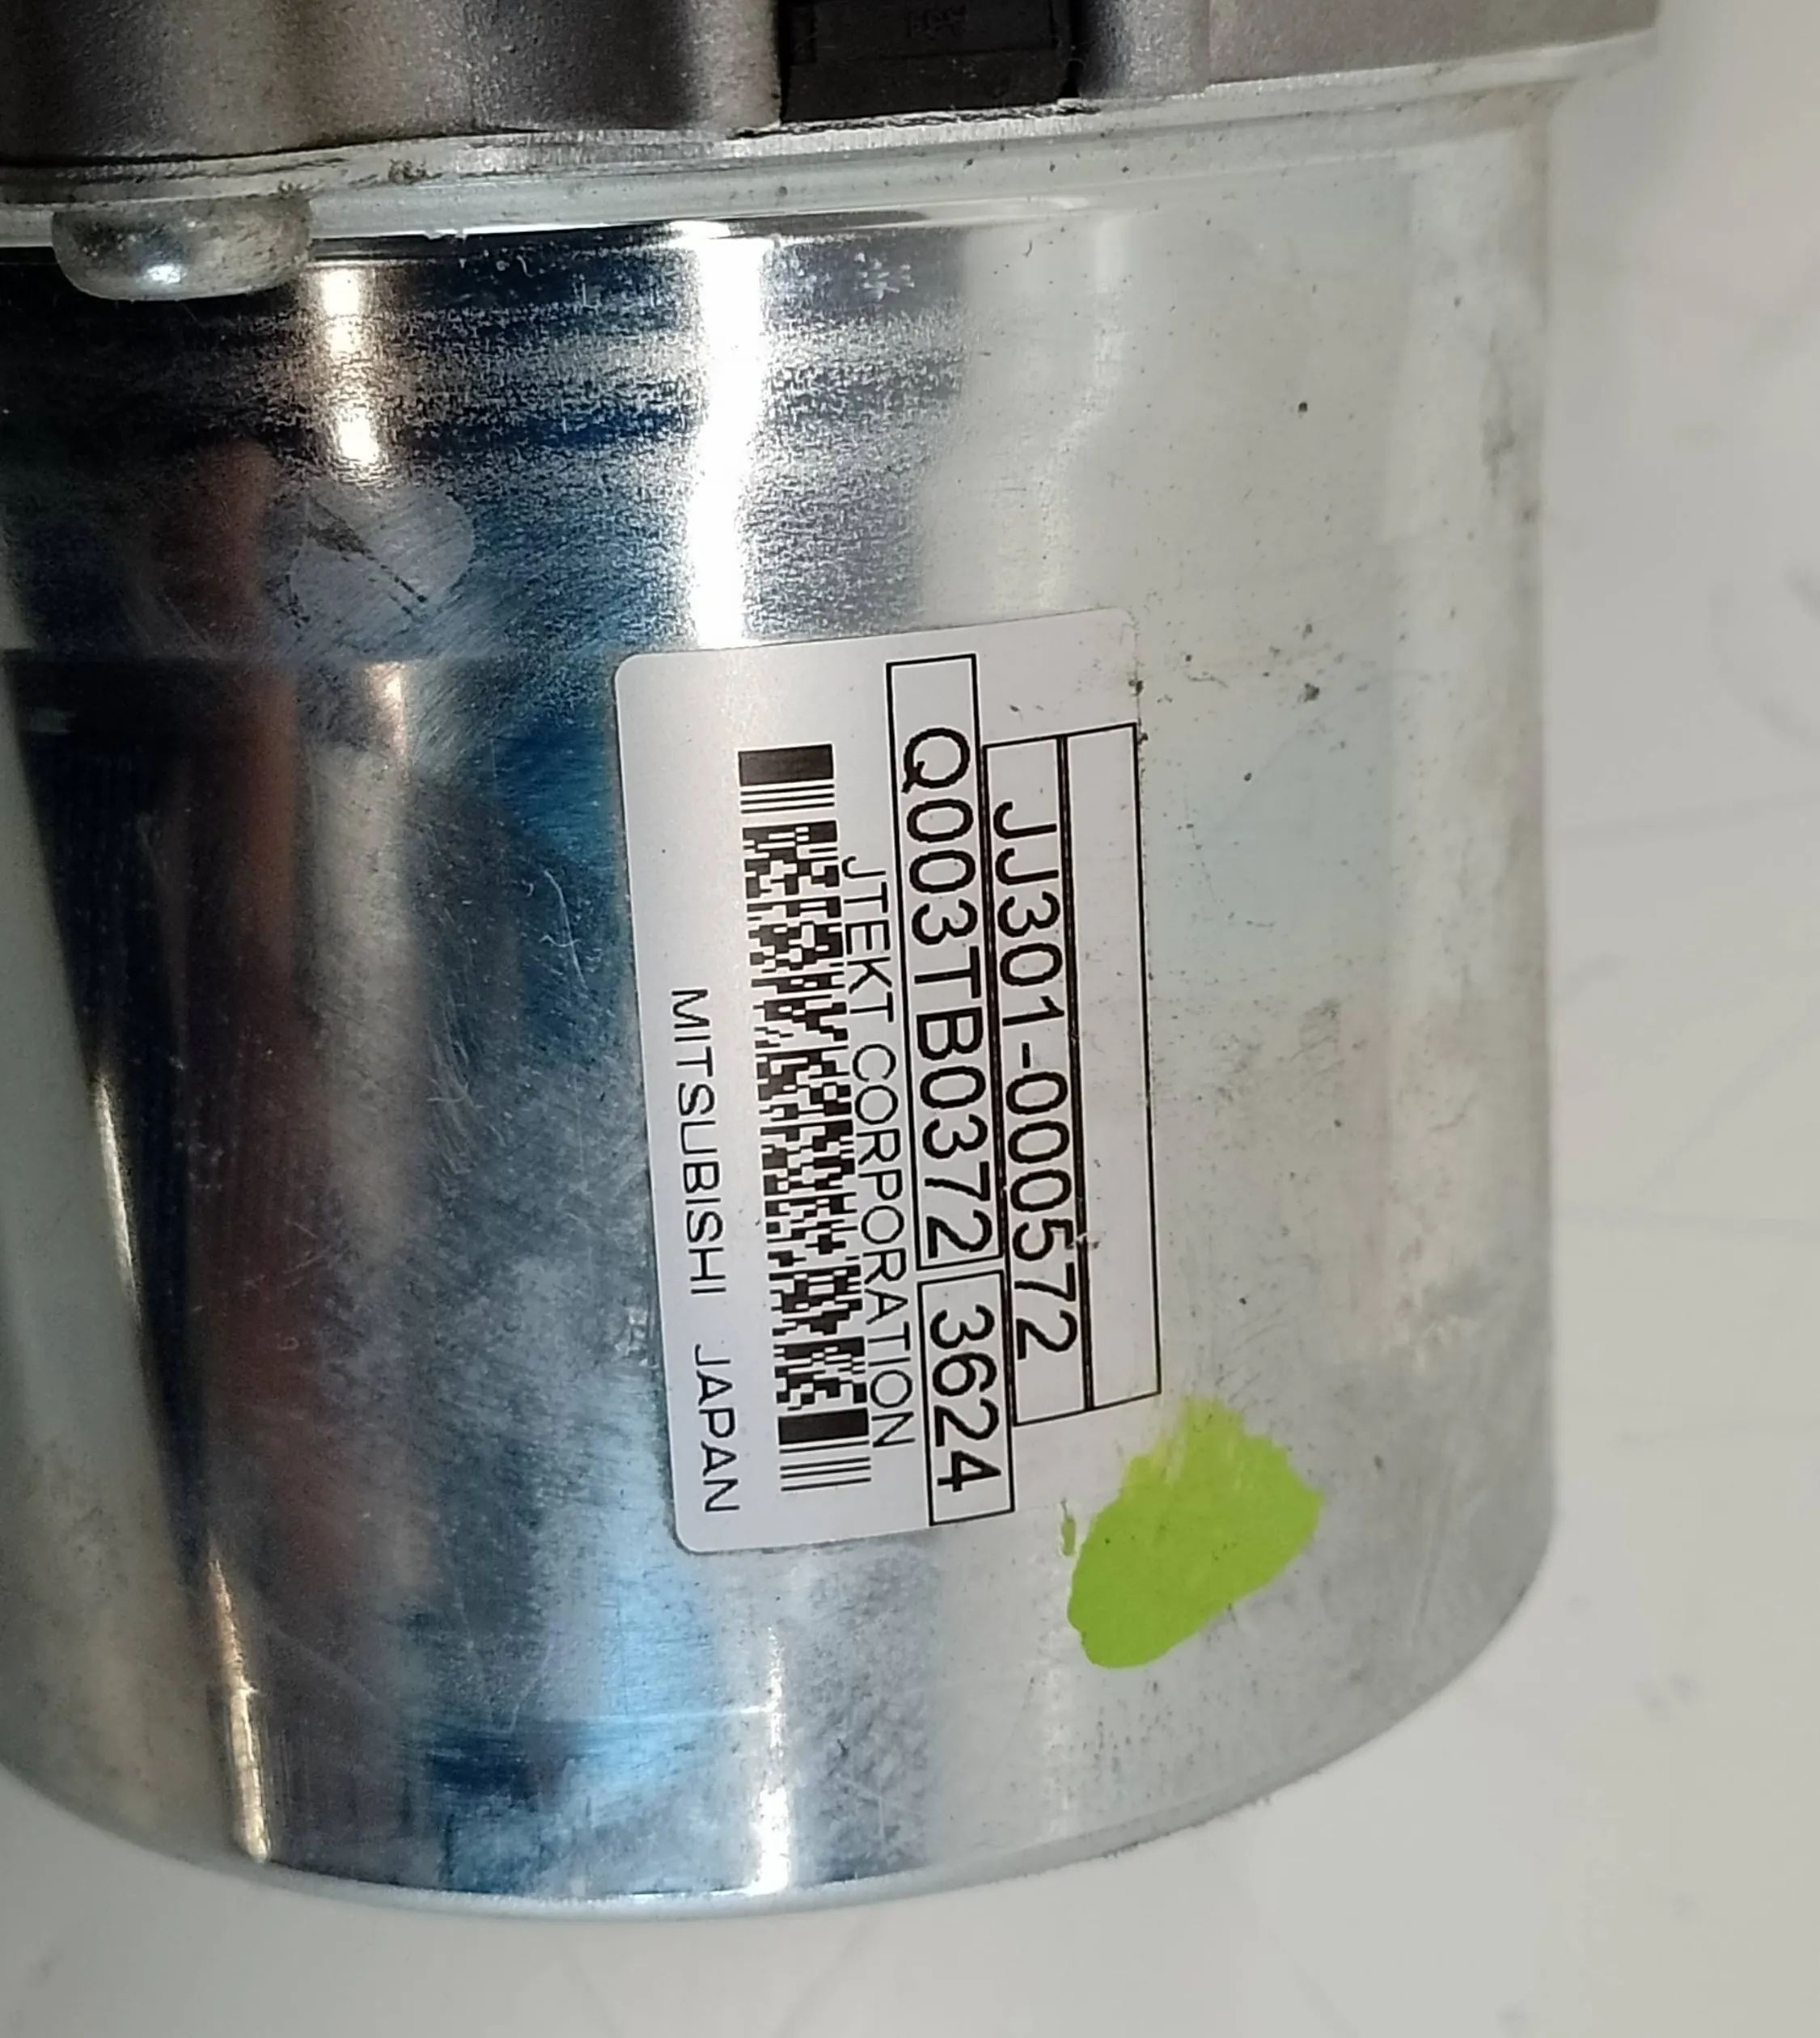 JJ301-000572
Q003TB0372 3624
JTEKT CORPORATION
MITSUBISHI JAPAN